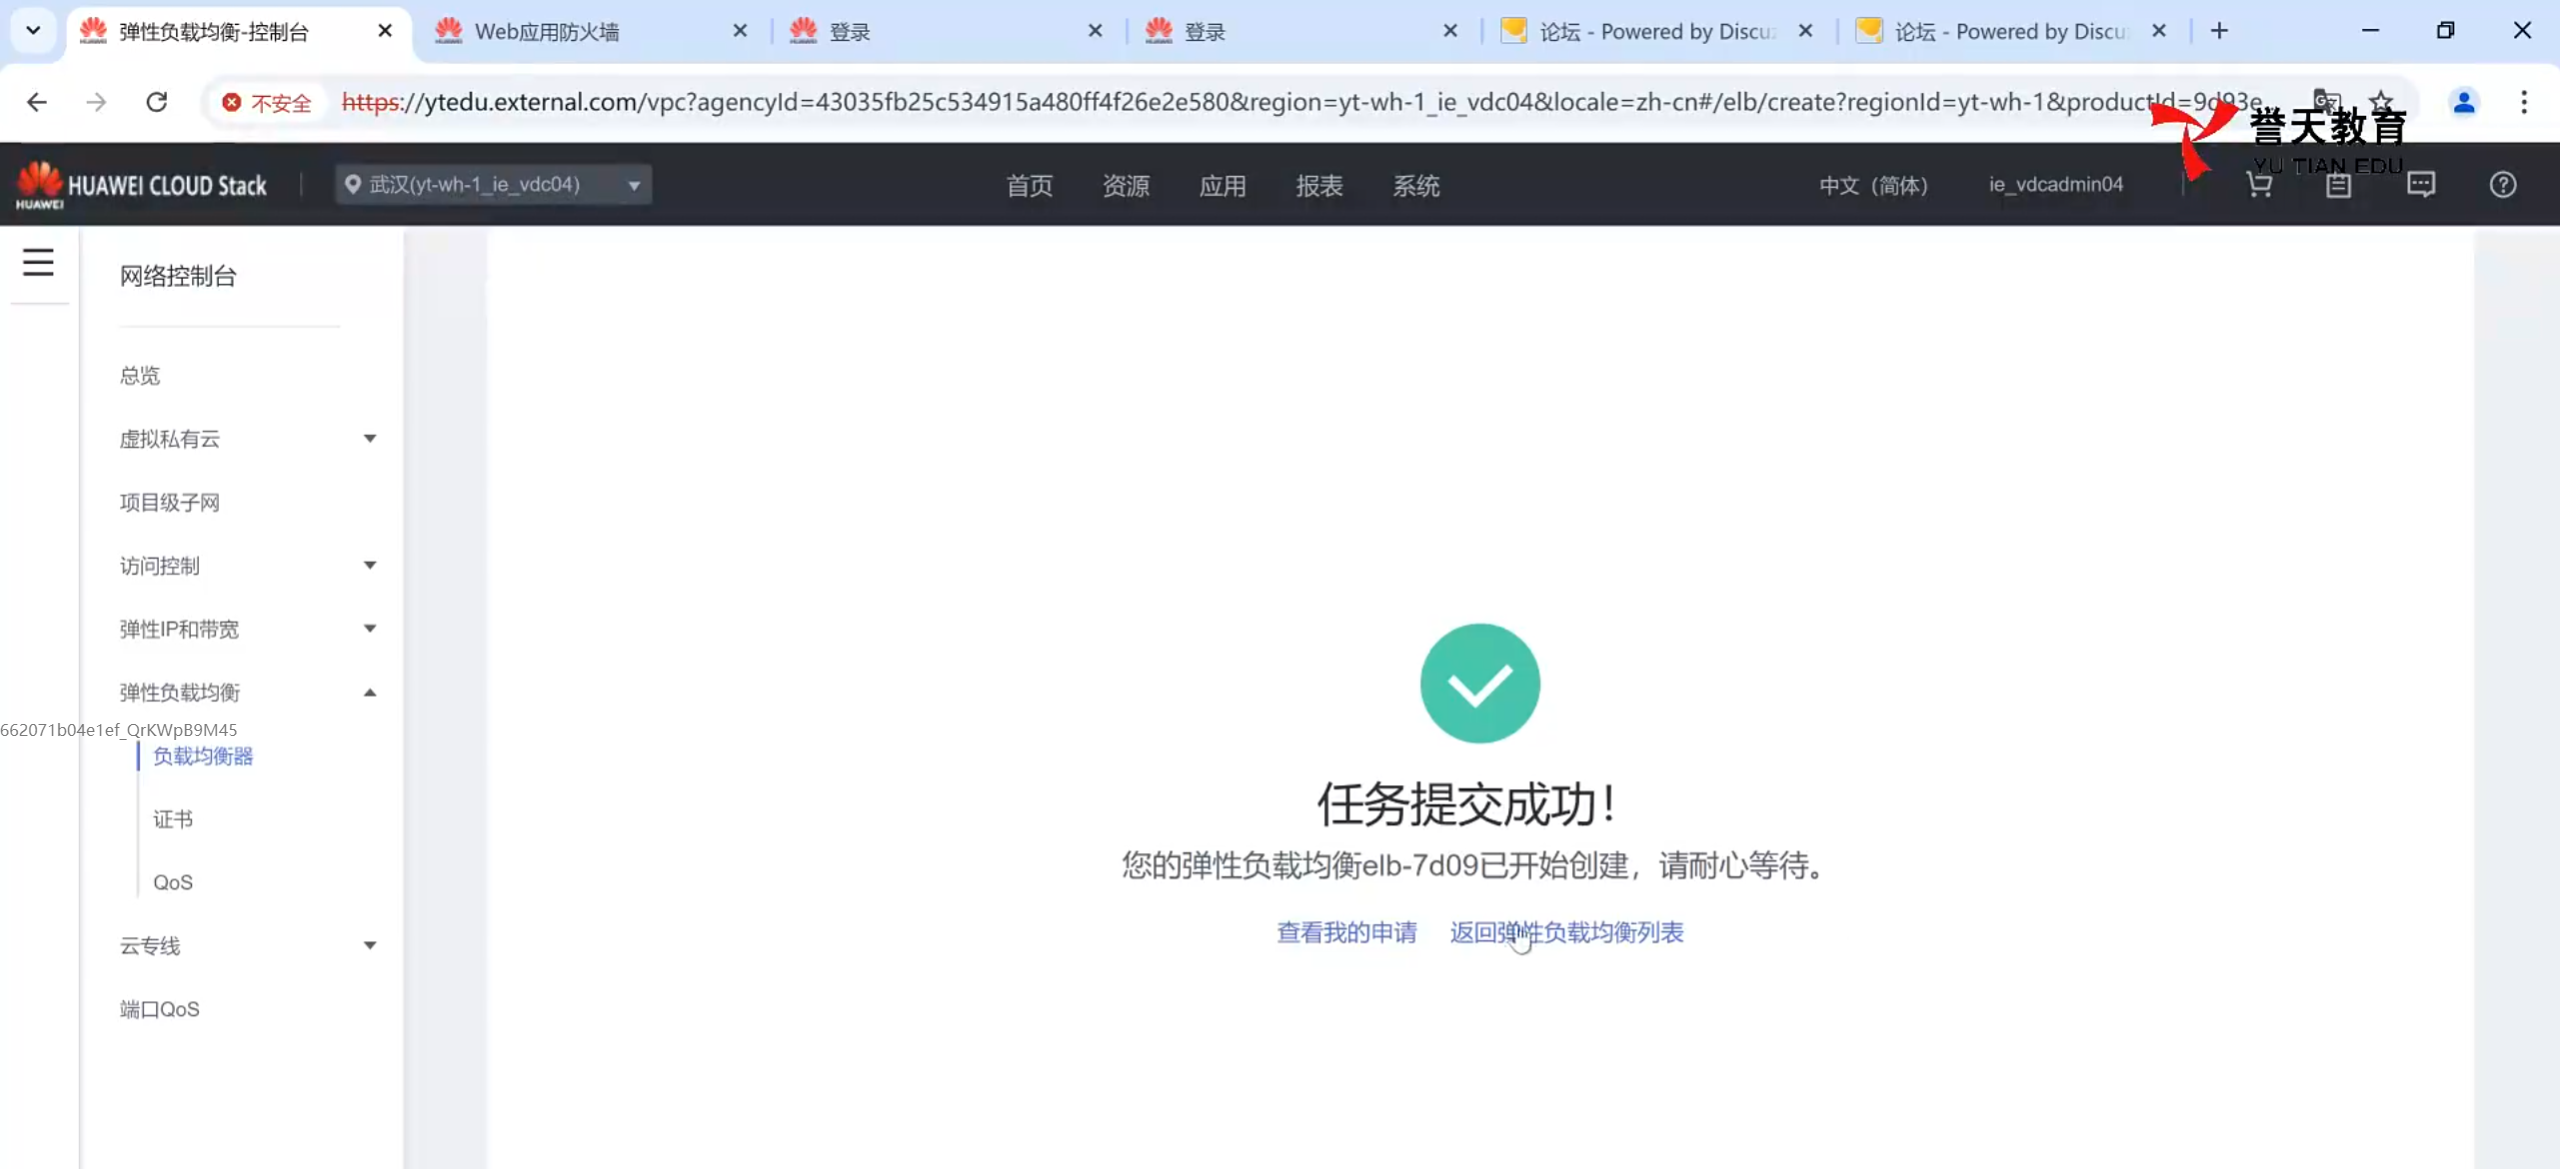 弹性负载均衡-控制台
Web应用防火墙
登录
登录
论坛 - Powered by Discu
论坛 - Powered by Discu
不安全
https://ytedu.external.com/vpc?agencyId=43035fb25c534915a480ff4f26e2e580&region=yt-wh-1_ie_vdc04&locale=zh-cn#/elb/create?regionId=yt-wh-1&productId=9d93e...
誉天教育
YU TIAN EDU
HUAWEI
HUAWEI CLOUD Stack
武汉(yt-wh-1_ie_vdc04)
首页
资源
应用
报表
系统
中文（简体）
ie_vdcadmin04
网络控制台
总览
虚拟私有云
项目级子网
访问控制
弹性IP和带宽
弹性负载均衡
662071b04e1ef_QrKWpB9M45
负载均衡器
证书
QoS
云专线
端口QoS
任务提交成功！
您的弹性负载均衡elb-7d09已开始创建，请耐心等待。
查看我的申请
返回弹性负载均衡列表